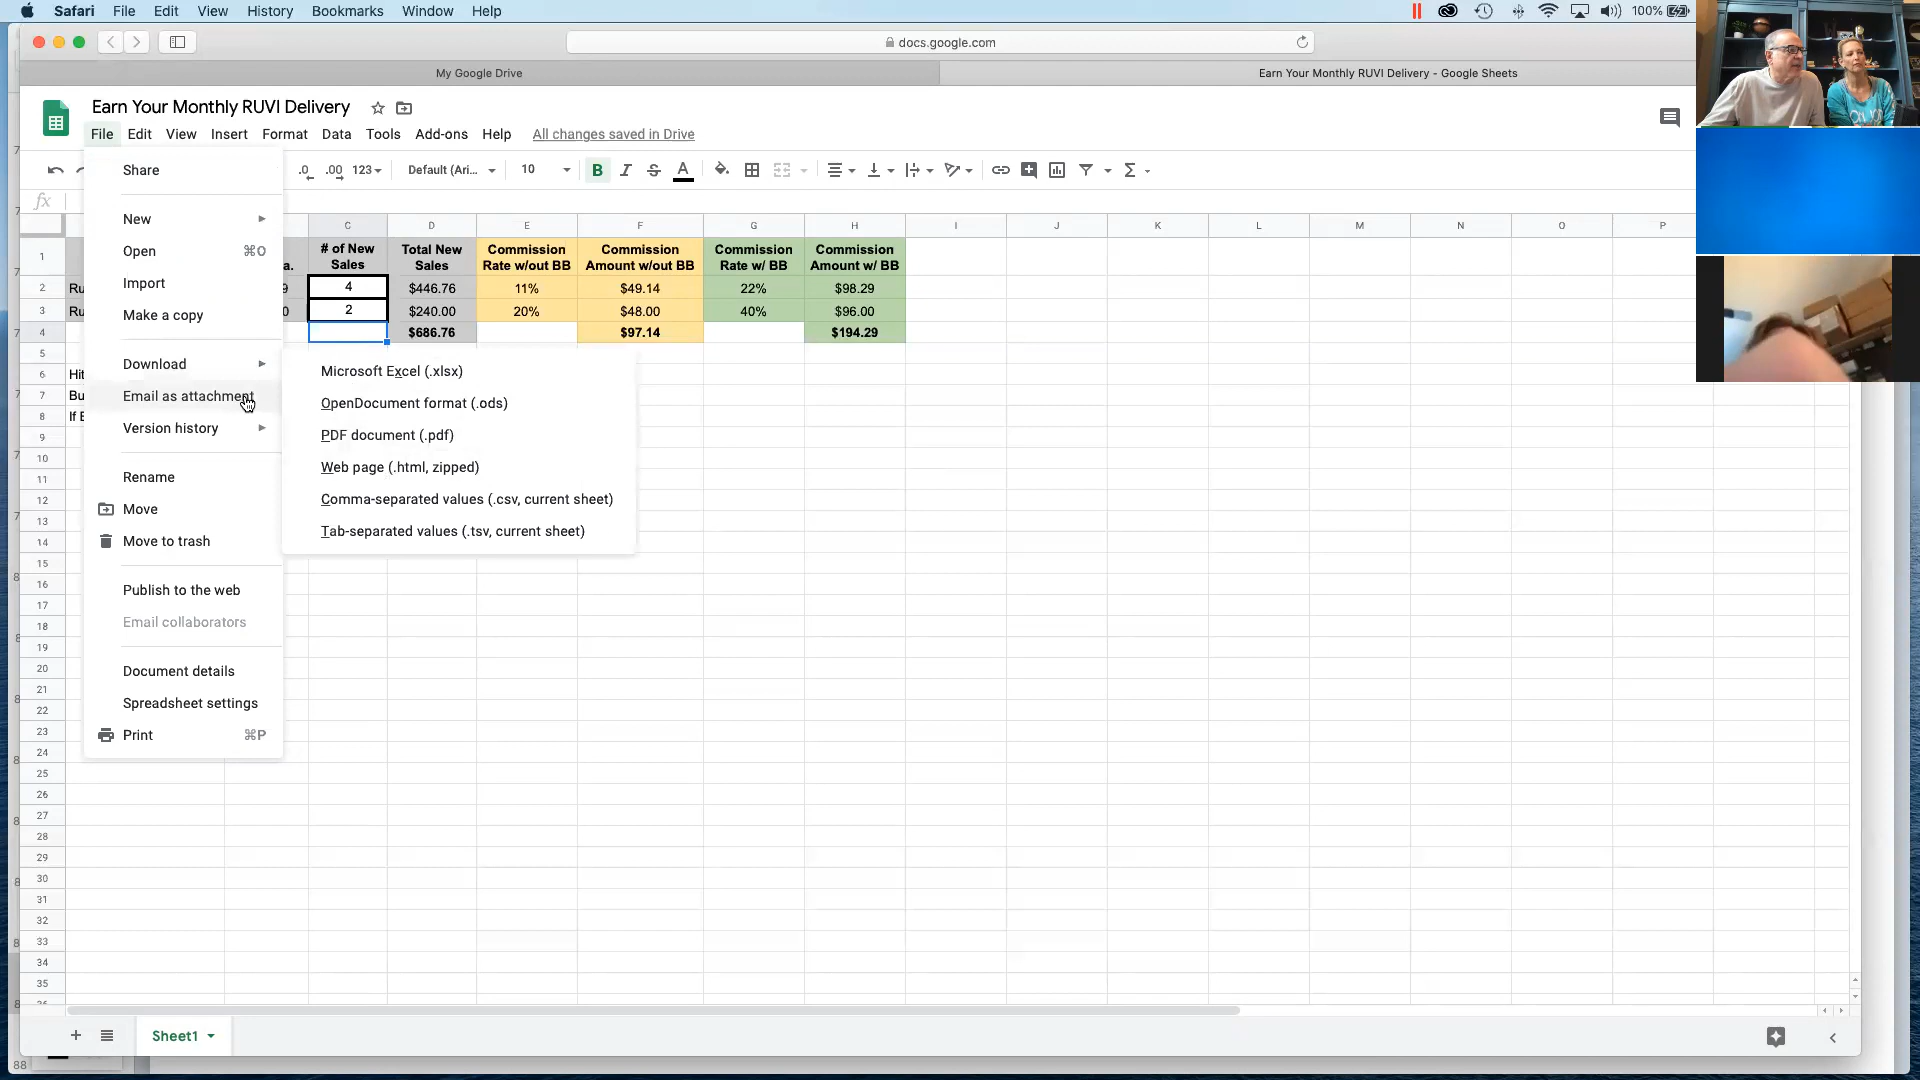 Safari File Edit View History Bookmarks Window Help 100%
docs.google.com
My Google Drive Earn Your Monthly RUVI Delivery - Google Sheets
Earn Your Monthly RUVI Delivery
File Edit View Insert Format Data Tools Add-ons Help All changes saved in Drive
.0 .00 123 Default (Ari... 10 B I S A Σ
fx
C D E F G H I J K L M N O P
1 # of New Sales Total New Sales Commission Rate w/out BB Commission Amount w/out BB Commission Rate w/ BB Commission Amount w/ BB
2 Ru 9 4 $446.76 11% $49.14 22% $98.29
3 Ru 0 2 $240.00 20% $48.00 40% $96.00
4 $686.76 $97.14 $194.29
5
6 Hit
7 Bu
8 If E
9
10
11
12
13
14
15
16
17
18
19
20
21
22
23
24
25
26
27
28
29
30
31
32
33
34
35
Share
New
Open ⌘O
Import
Make a copy
Download
Email as attachment
Version history
Rename
Move
Move to trash
Publish to the web
Email collaborators
Document details
Spreadsheet settings
Print ⌘P
Microsoft Excel (.xlsx)
OpenDocument format (.ods)
PDF document (.pdf)
Web page (.html, zipped)
Comma-separated values (.csv, current sheet)
Tab-separated values (.tsv, current sheet)
+ Sheet1
88